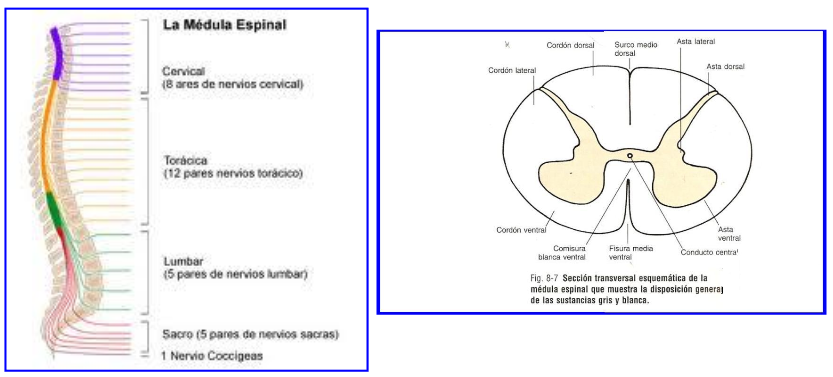 La Médula Espinal
Cervical
(8 ares de nervios cervical)
Torácica
(12 pares nervios torácico)
Lumbar
(5 pares de nervios lumbar)
Sacro (5 pares de nervios sacras)
1 Nervio Coccígeas
Cordón dorsal
Surco medio
dorsal
Asta lateral
Cordón lateral
Asta dorsal
Cordón ventral
Comisura
blanca ventral
Fisura media
ventral
Conducto central
Asta
ventral
Fig. 8-7 Sección transversal esquemática de la
médula espinal que muestra la disposición general
de las sustancias gris y blanca.